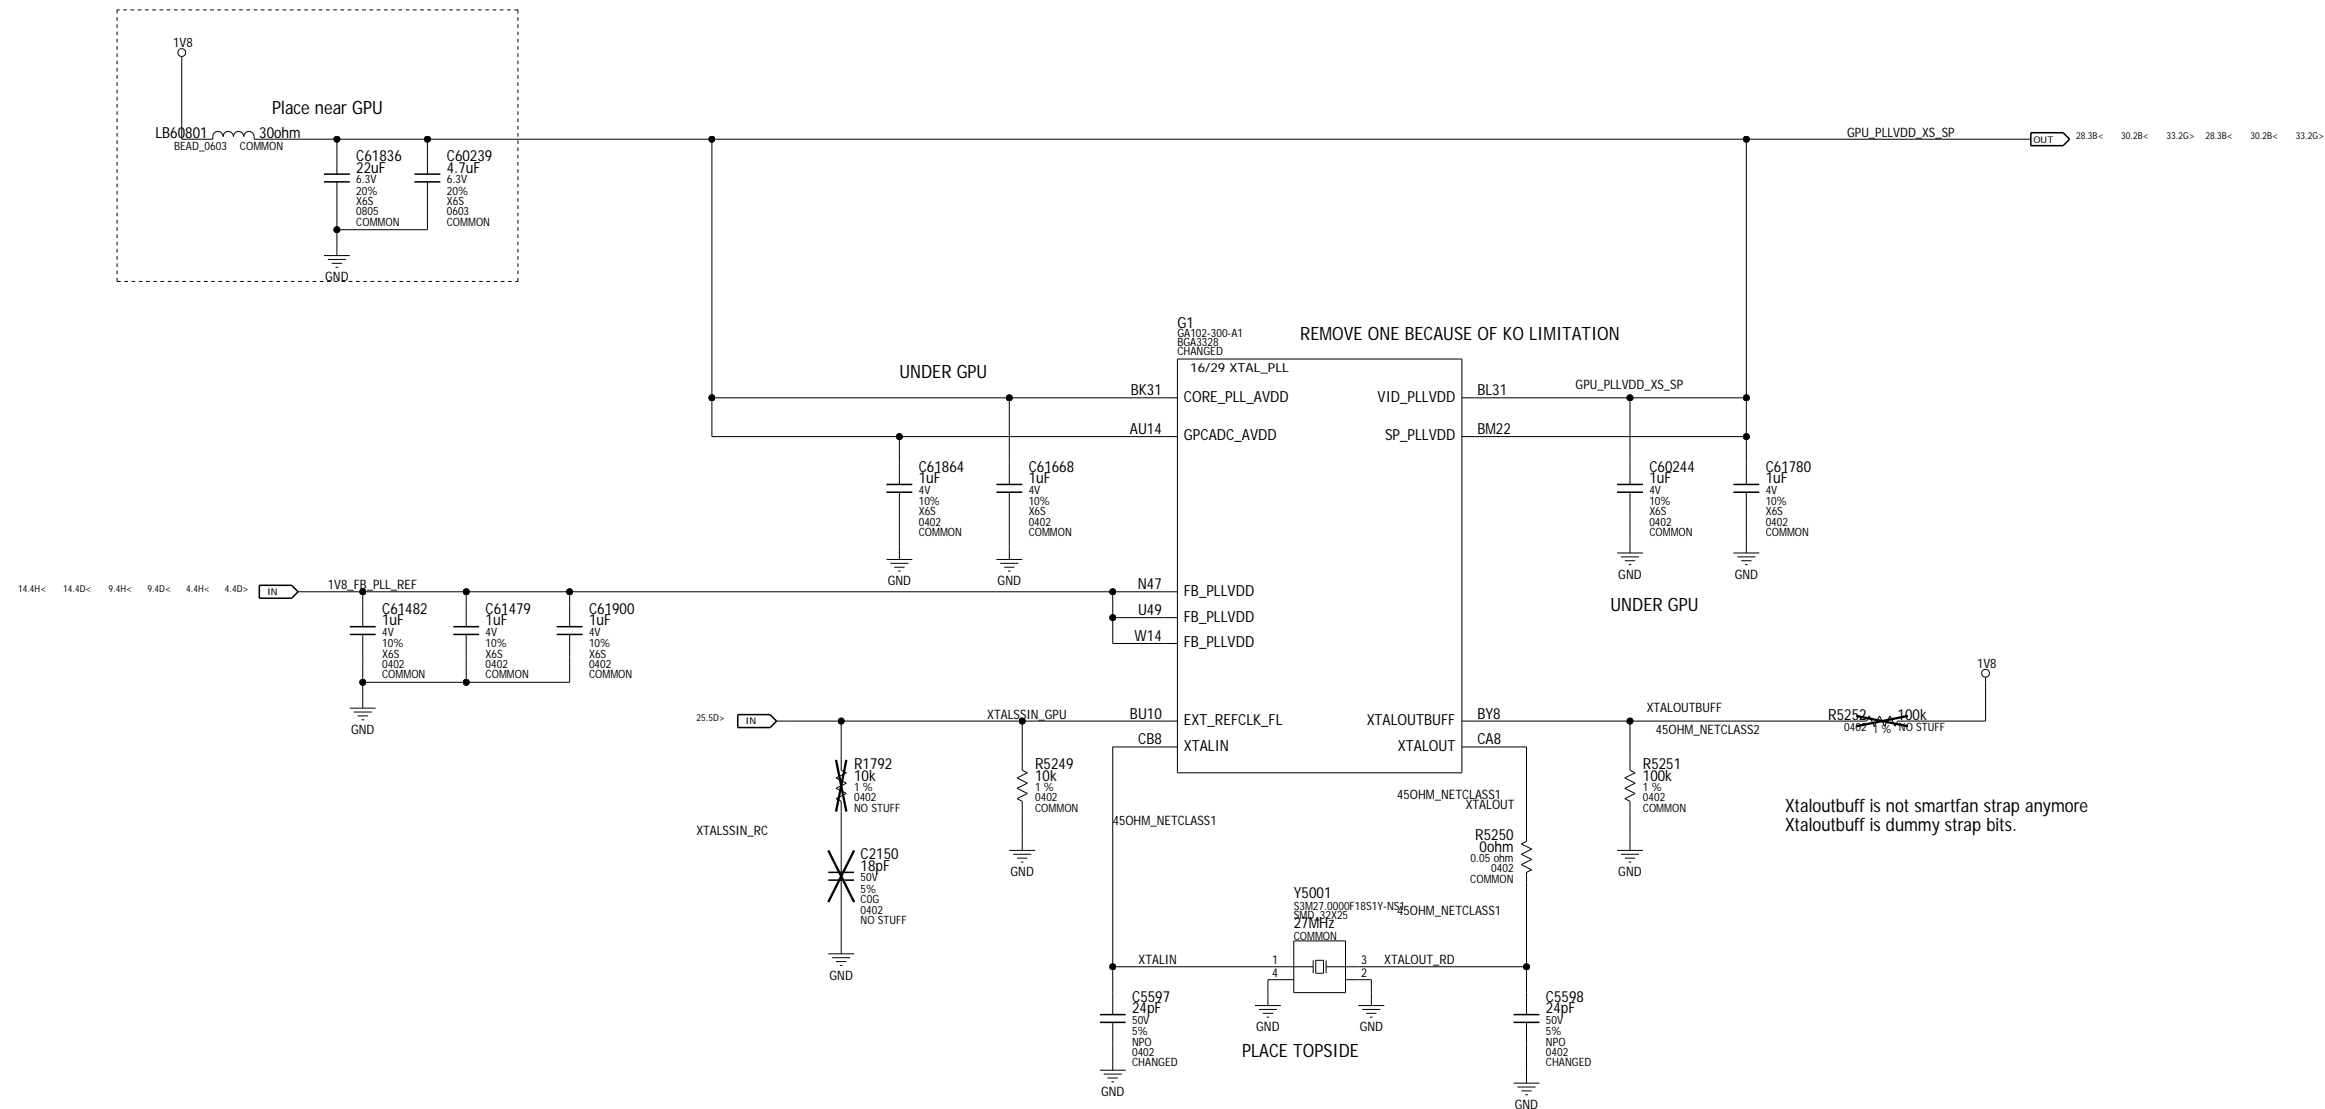 1V8
Place near GPU
LB60801 30ohm
BEAD_0603 COMMON
C61836
22uF
6.3V
20%
X6S
0805
COMMON
C60239
4.7uF
6.3V
20%
X6S
0603
COMMON
GND
GPU_PLLVDD_XS_SP
OUT
28.3B< 30.2B< 33.2G> 28.3B< 30.2B< 33.2G>
G1
GA102-300-A1
BGA3328
CHANGED
REMOVE ONE BECAUSE OF KO LIMITATION
16/29 XTAL_PLL
UNDER GPU
BK31 CORE_PLL_AVDD
AU14 GPCADC_AVDD
VID_PLLVDD BL31
GPU_PLLVDD_XS_SP
SP_PLLVDD BM22
C61864
1uF
4V
10%
X6S
0402
COMMON
GND
C61668
1uF
4V
10%
X6S
0402
COMMON
GND
C60244
1uF
4V
10%
X6S
0402
COMMON
GND
C61780
1uF
4V
10%
X6S
0402
COMMON
GND
UNDER GPU
14.4H< 14.4D< 9.4H< 9.4D< 4.4H< 4.4D>
IN
1V8_FB_PLL_REF
C61482
1uF
4V
10%
X6S
0402
COMMON
C61479
1uF
4V
10%
X6S
0402
COMMON
C61900
1uF
4V
10%
X6S
0402
COMMON
GND
N47 FB_PLLVDD
U49 FB_PLLVDD
W14 FB_PLLVDD
25.5D>
IN
XTALSSIN_GPU
BU10 EXT_REFCLK_FL
CB8 XTALIN
XTALOUTBUFF BY8
XTALOUT CA8
XTALOUTBUFF
45OHM_NETCLASS2
R5252 100k
0402 1 % NO STUFF
1V8
R1792
10k
1 %
0402
NO STUFF
XTALSSIN_RC
C2150
18pF
50V
5%
C0G
0402
NO STUFF
GND
R5249
10k
1 %
0402
COMMON
GND
45OHM_NETCLASS1
45OHM_NETCLASS1
XTALOUT
R5250
0ohm
0.05 ohm
0402
COMMON
R5251
100k
1 %
0402
COMMON
GND
Xtaloutbuff is not smartfan strap anymore
Xtaloutbuff is dummy strap bits.
Y5001
S3M27.0000F18S1Y-NS1
SMD_32X25
27MHz
COMMON
45OHM_NETCLASS1
XTALIN
1
4
3
2
XTALOUT_RD
GND
GND
C5597
24pF
50V
5%
NPO
0402
CHANGED
GND
PLACE TOPSIDE
C5598
24pF
50V
5%
NPO
0402
CHANGED
GND